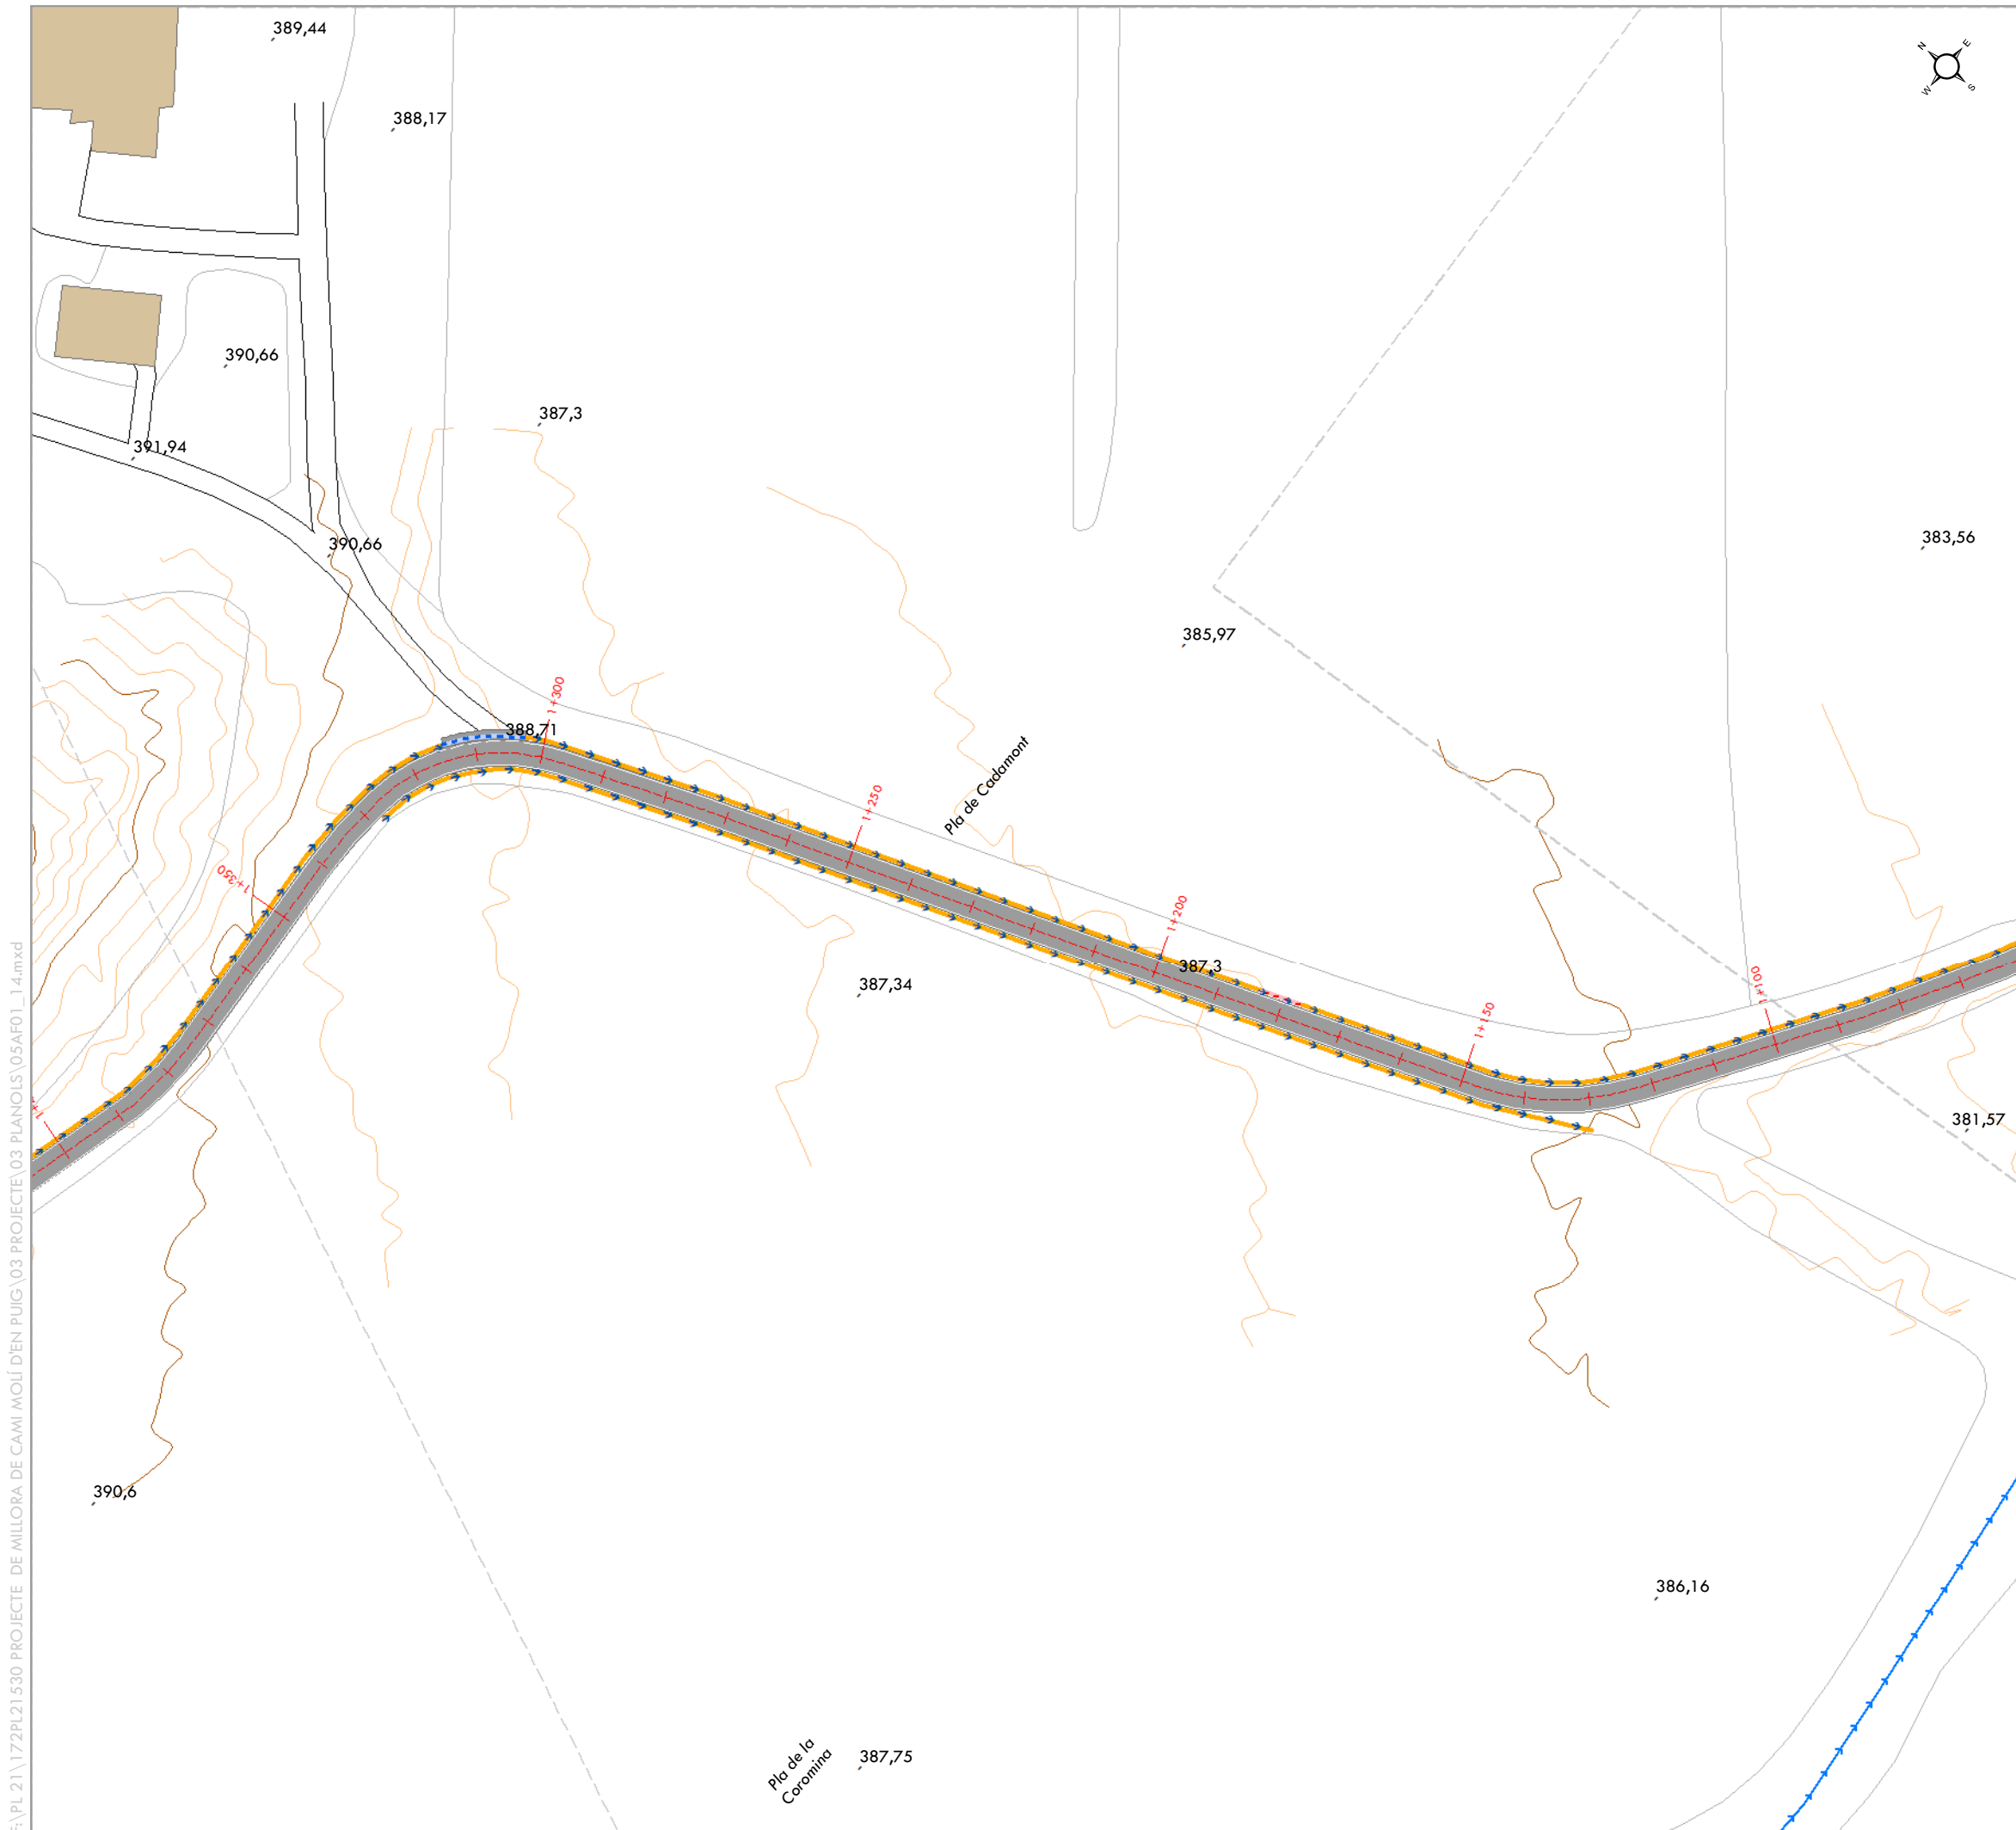 389,44
N
E
W
S
388,17
390,66
387,3
391,94
390,66
383,56
385,97
1+300
388,71
1+250
Pla de Cadamont
1+350
1+200
387,3
387,34
1+100
1+150
381,57
390,6
386,16
Pla de la
Coromina
387,75
F:\PL 21\172PL21530 PROJECTE DE MILLORA DE CAMI MOLÍ D'EN PUIG\03 PROJECTE\03 PLANOLS\05AF01_14.mxd